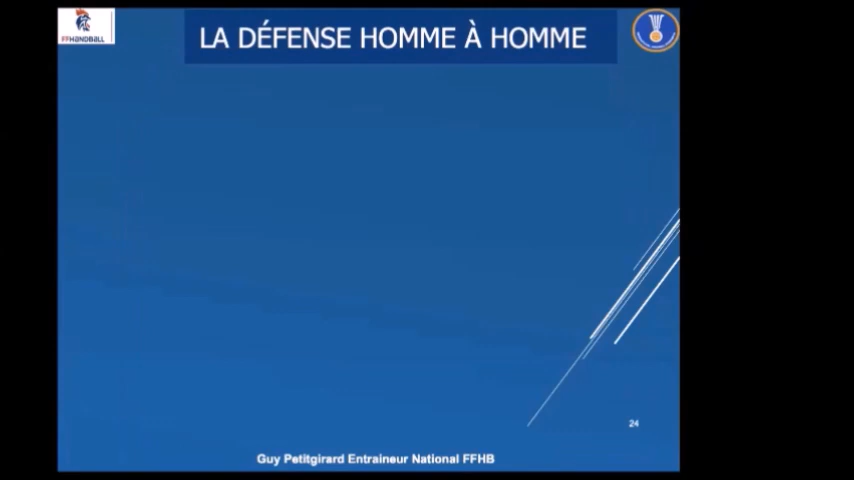 FFHANDBALL
LA DÉFENSE HOMME À HOMME
24
Guy Petitgirard Entraineur National FFHB